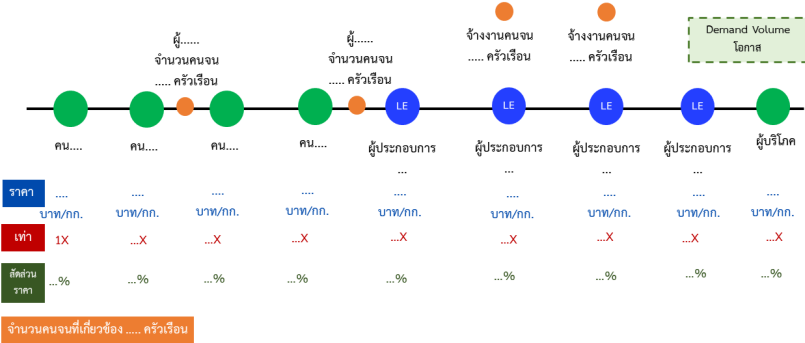 จ้างงานคนจน
..... ครัวเรือน
จ้างงานคนจน
..... ครัวเรือน
Demand Volume
โอกาส
ผู้......
จำนวนคนจน
..... ครัวเรือน
ผู้......
จำนวนคนจน
..... ครัวเรือน
LE LE LE LE
คน.... คน.... คน.... คน.... ผู้ประกอบการ ผู้ประกอบการ ผู้ประกอบการ ผู้ประกอบการ ผู้บริโภค
... ... ... ...
ราคา .... .... .... .... .... .... .... .... ....
บาท/กก. บาท/กก. บาท/กก. บาท/กก. บาท/กก. บาท/กก. บาท/กก. บาท/กก. บาท/กก.
เท่า 1X ...X ...X ...X ...X ...X ...X ...X ...X
สัดส่วน
ราคา
...% ...% ...% ...% ...% ...% ...% ...% ...%
จำนวนคนจนที่เกี่ยวข้อง ..... ครัวเรือน